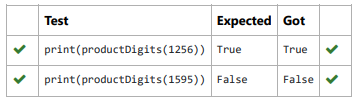 Test Expected Got
print(productDigits(1256)) True True
print(productDigits(1595)) False False